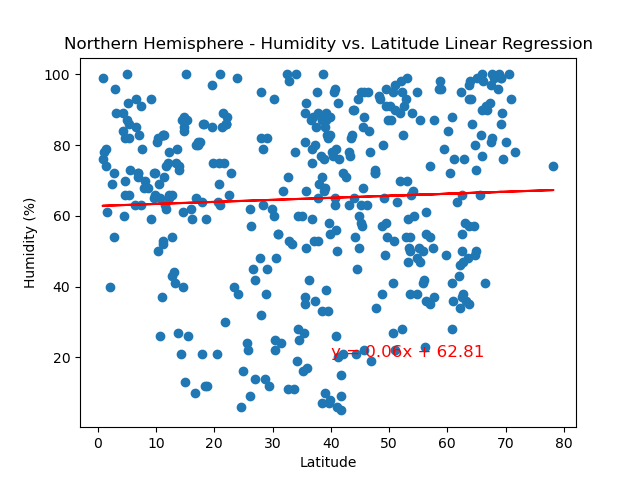 Northern Hemisphere - Humidity vs. Latitude Linear Regression
100
80
60
40
20
Humidity (%)
y = 0.06x + 62.81
0 10 20 30 40 50 60 70 80
Latitude